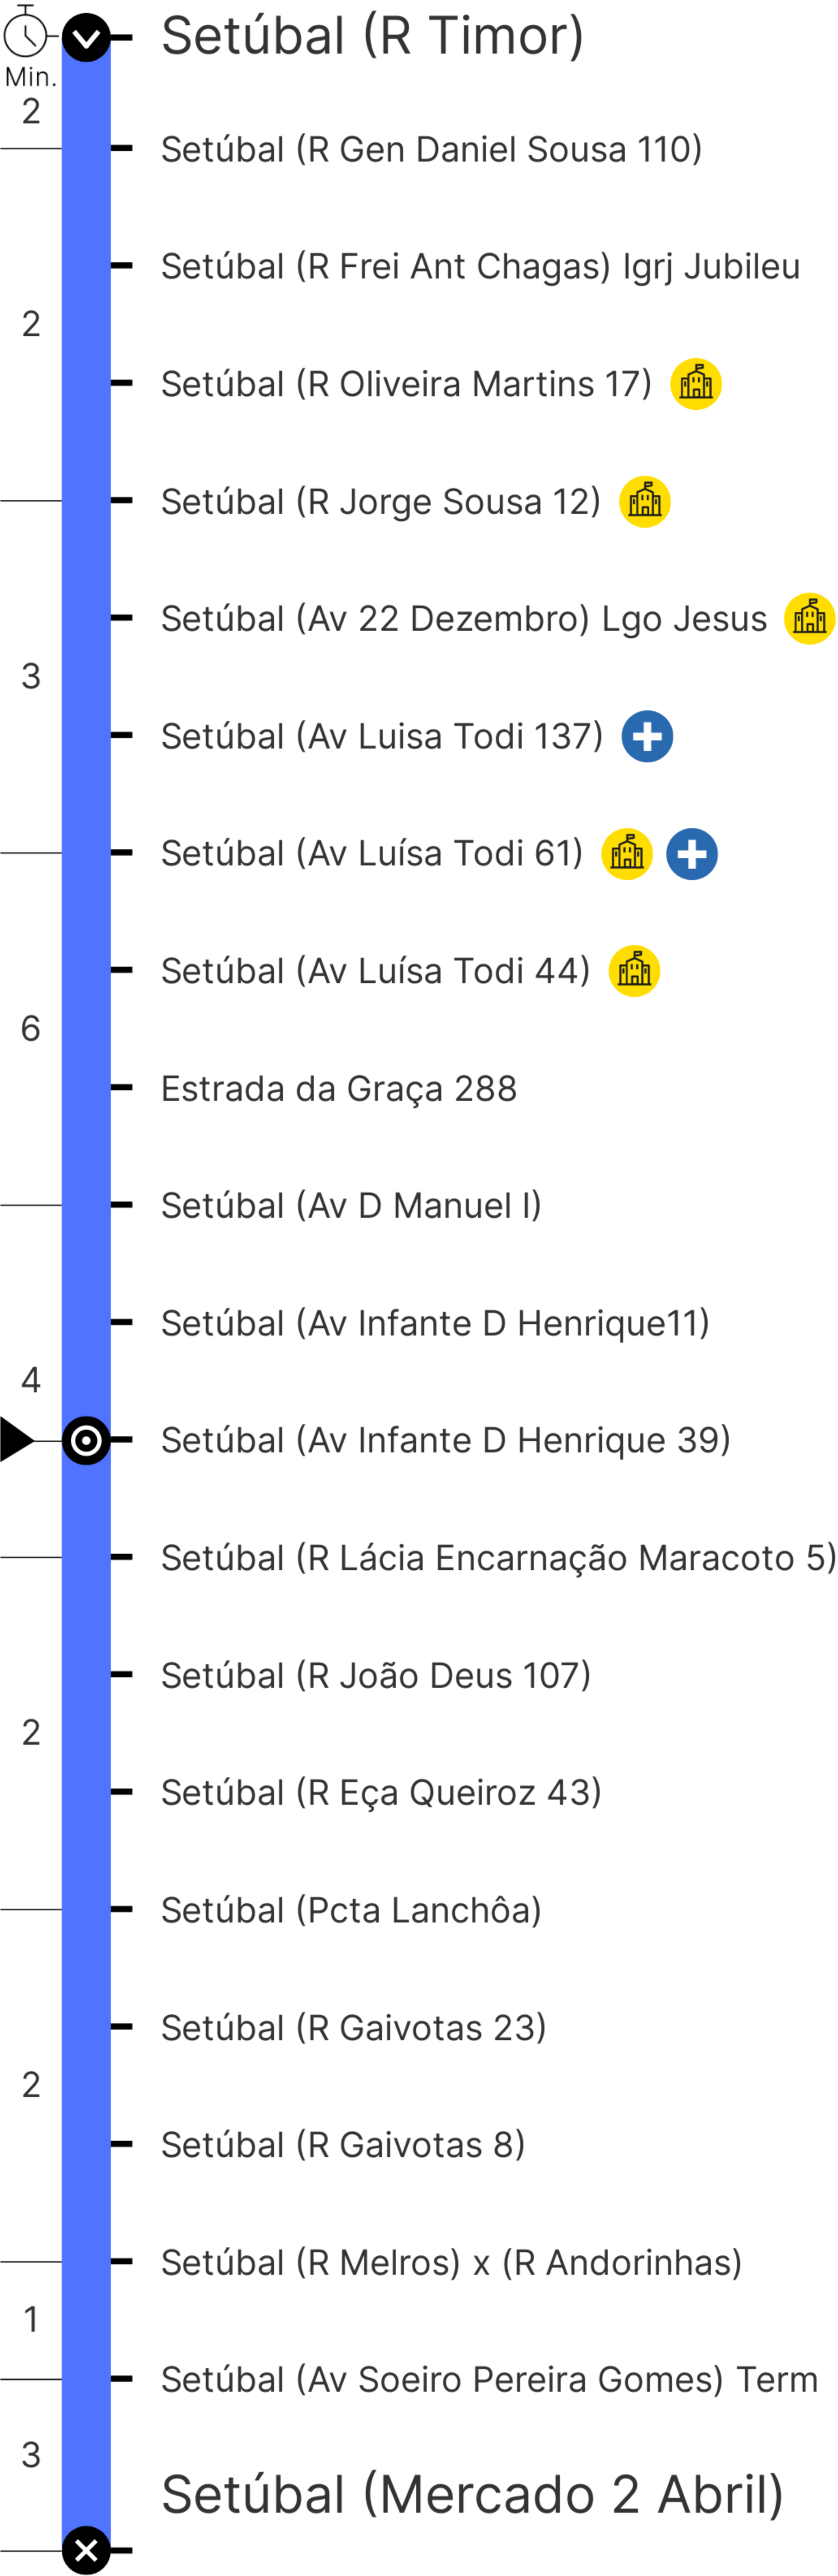 Setúbal (R Timor)
Min.
2
Setúbal (R Gen Daniel Sousa 110)
Setúbal (R Frei Ant Chagas) Igrj Jubileu
2
Setúbal (R Oliveira Martins 17)
Setúbal (R Jorge Sousa 12)
Setúbal (Av 22 Dezembro) Lgo Jesus
3
Setúbal (Av Luisa Todi 137)
Setúbal (Av Luísa Todi 61)
Setúbal (Av Luísa Todi 44)
6
Estrada da Graça 288
Setúbal (Av D Manuel I)
Setúbal (Av Infante D Henrique11)
4
Setúbal (Av Infante D Henrique 39)
Setúbal (R Lácia Encarnação Maracoto 5)
Setúbal (R João Deus 107)
2
Setúbal (R Eça Queiroz 43)
Setúbal (Pcta Lanchôa)
Setúbal (R Gaivotas 23)
2
Setúbal (R Gaivotas 8)
Setúbal (R Melros) x (R Andorinhas)
1
Setúbal (Av Soeiro Pereira Gomes) Term
3
Setúbal (Mercado 2 Abril)